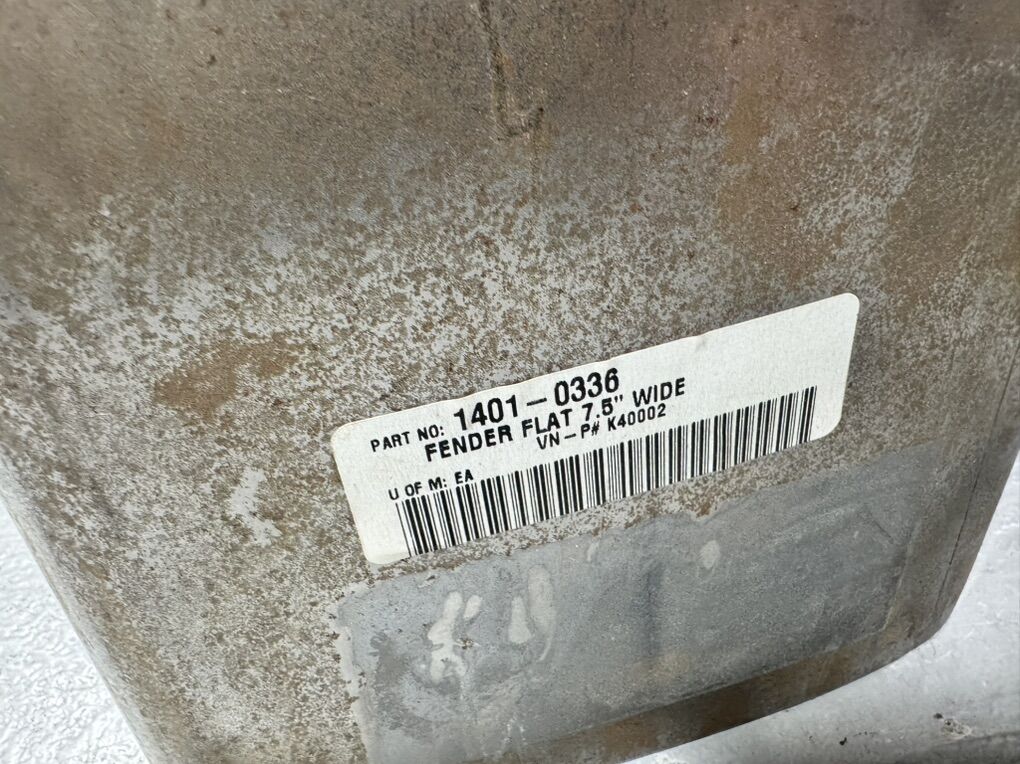 PART NO: 1401-0336
FENDER FLAT 7.5" WIDE
VN-P# K40002
U OF M: EA